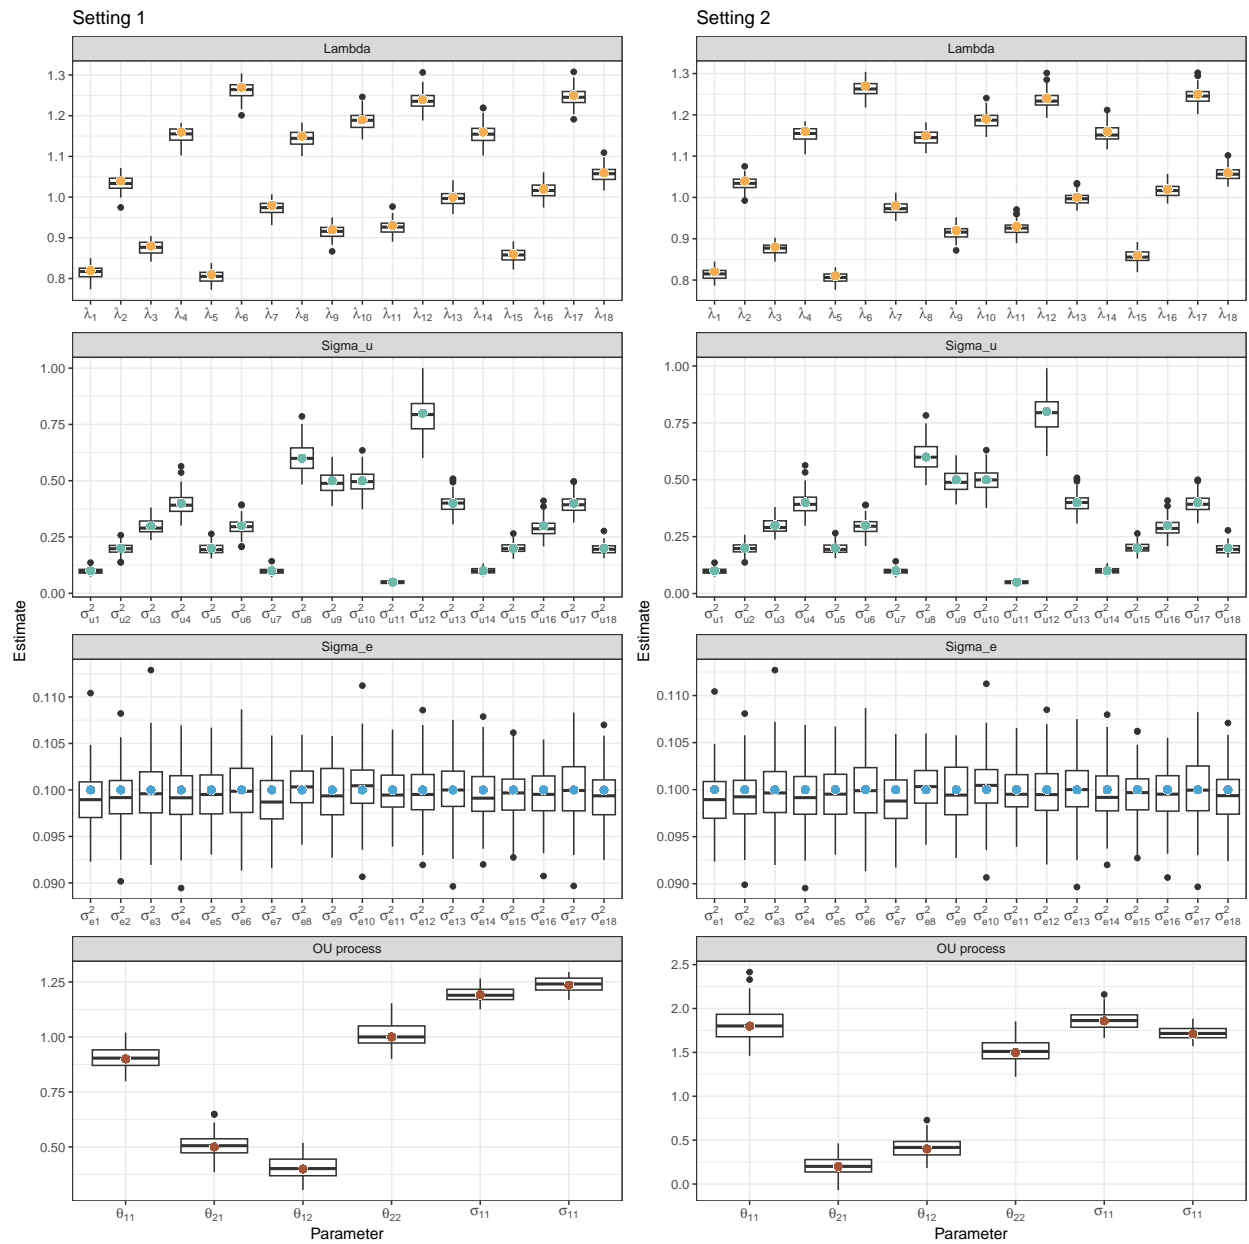 Setting 1
Lambda
1.3
1.2
1.1
1.0
0.9
0.8
λ1 λ2 λ3 λ4 λ5 λ6 λ7 λ8 λ9 λ10 λ11 λ12 λ13 λ14 λ15 λ16 λ17 λ18
Sigma_u
1.00
0.75
0.50
0.25
0.00
σ²u1 σ²u2 σ²u3 σ²u4 σ²u5 σ²u6 σ²u7 σ²u8 σ²u9 σ²u10 σ²u11 σ²u12 σ²u13 σ²u14 σ²u15 σ²u16 σ²u17 σ²u18
Estimate
Sigma_e
0.110
0.105
0.100
0.095
0.090
σ²e1 σ²e2 σ²e3 σ²e4 σ²e5 σ²e6 σ²e7 σ²e8 σ²e9 σ²e10 σ²e11 σ²e12 σ²e13 σ²e14 σ²e15 σ²e16 σ²e17 σ²e18
OU process
1.25
1.00
0.75
0.50
θ11 θ21 θ12 θ22 σ11 σ11
Parameter
Setting 2
Lambda
1.3
1.2
1.1
1.0
0.9
0.8
λ1 λ2 λ3 λ4 λ5 λ6 λ7 λ8 λ9 λ10 λ11 λ12 λ13 λ14 λ15 λ16 λ17 λ18
Sigma_u
1.00
0.75
0.50
0.25
0.00
σ²u1 σ²u2 σ²u3 σ²u4 σ²u5 σ²u6 σ²u7 σ²u8 σ²u9 σ²u10 σ²u11 σ²u12 σ²u13 σ²u14 σ²u15 σ²u16 σ²u17 σ²u18
Estimate
Sigma_e
0.110
0.105
0.100
0.095
0.090
σ²e1 σ²e2 σ²e3 σ²e4 σ²e5 σ²e6 σ²e7 σ²e8 σ²e9 σ²e10 σ²e11 σ²e12 σ²e13 σ²e14 σ²e15 σ²e16 σ²e17 σ²e18
OU process
2.5
2.0
1.5
1.0
0.5
0.0
θ11 θ21 θ12 θ22 σ11 σ11
Parameter